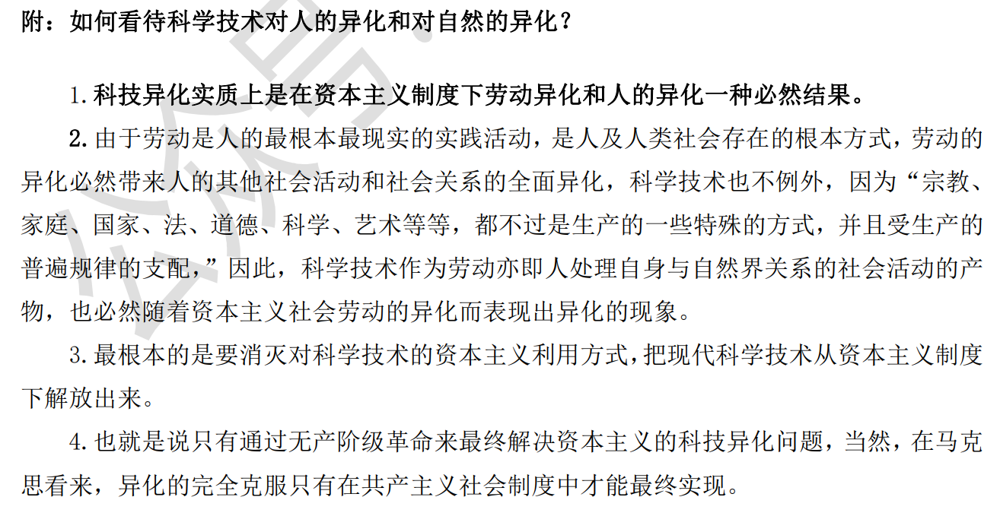 附：如何看待科学技术对人的异化和对自然的异化？
1.科技异化实质上是在资本主义制度下劳动异化和人的异化一种必然结果。
2.由于劳动是人的最根本最现实的实践活动，是人及人类社会存在的根本方式，劳动的
异化必然带来人的其他社会活动和社会关系的全面异化，科学技术也不例外，因为“宗教、
家庭、国家、法、道德、科学、艺术等等，都不过是生产的一些特殊的方式，并且受生产的
普遍规律的支配，”因此，科学技术作为劳动亦即人处理自身与自然界关系的社会活动的产
物，也必然随着资本主义社会劳动的异化而表现出异化的现象。
3.最根本的是要消灭对科学技术的资本主义利用方式，把现代科学技术从资本主义制度
下解放出来。
4.也就是说只有通过无产阶级革命来最终解决资本主义的科技异化问题，当然，在马克
思看来，异化的完全克服只有在共产主义社会制度中才能最终实现。
公众号